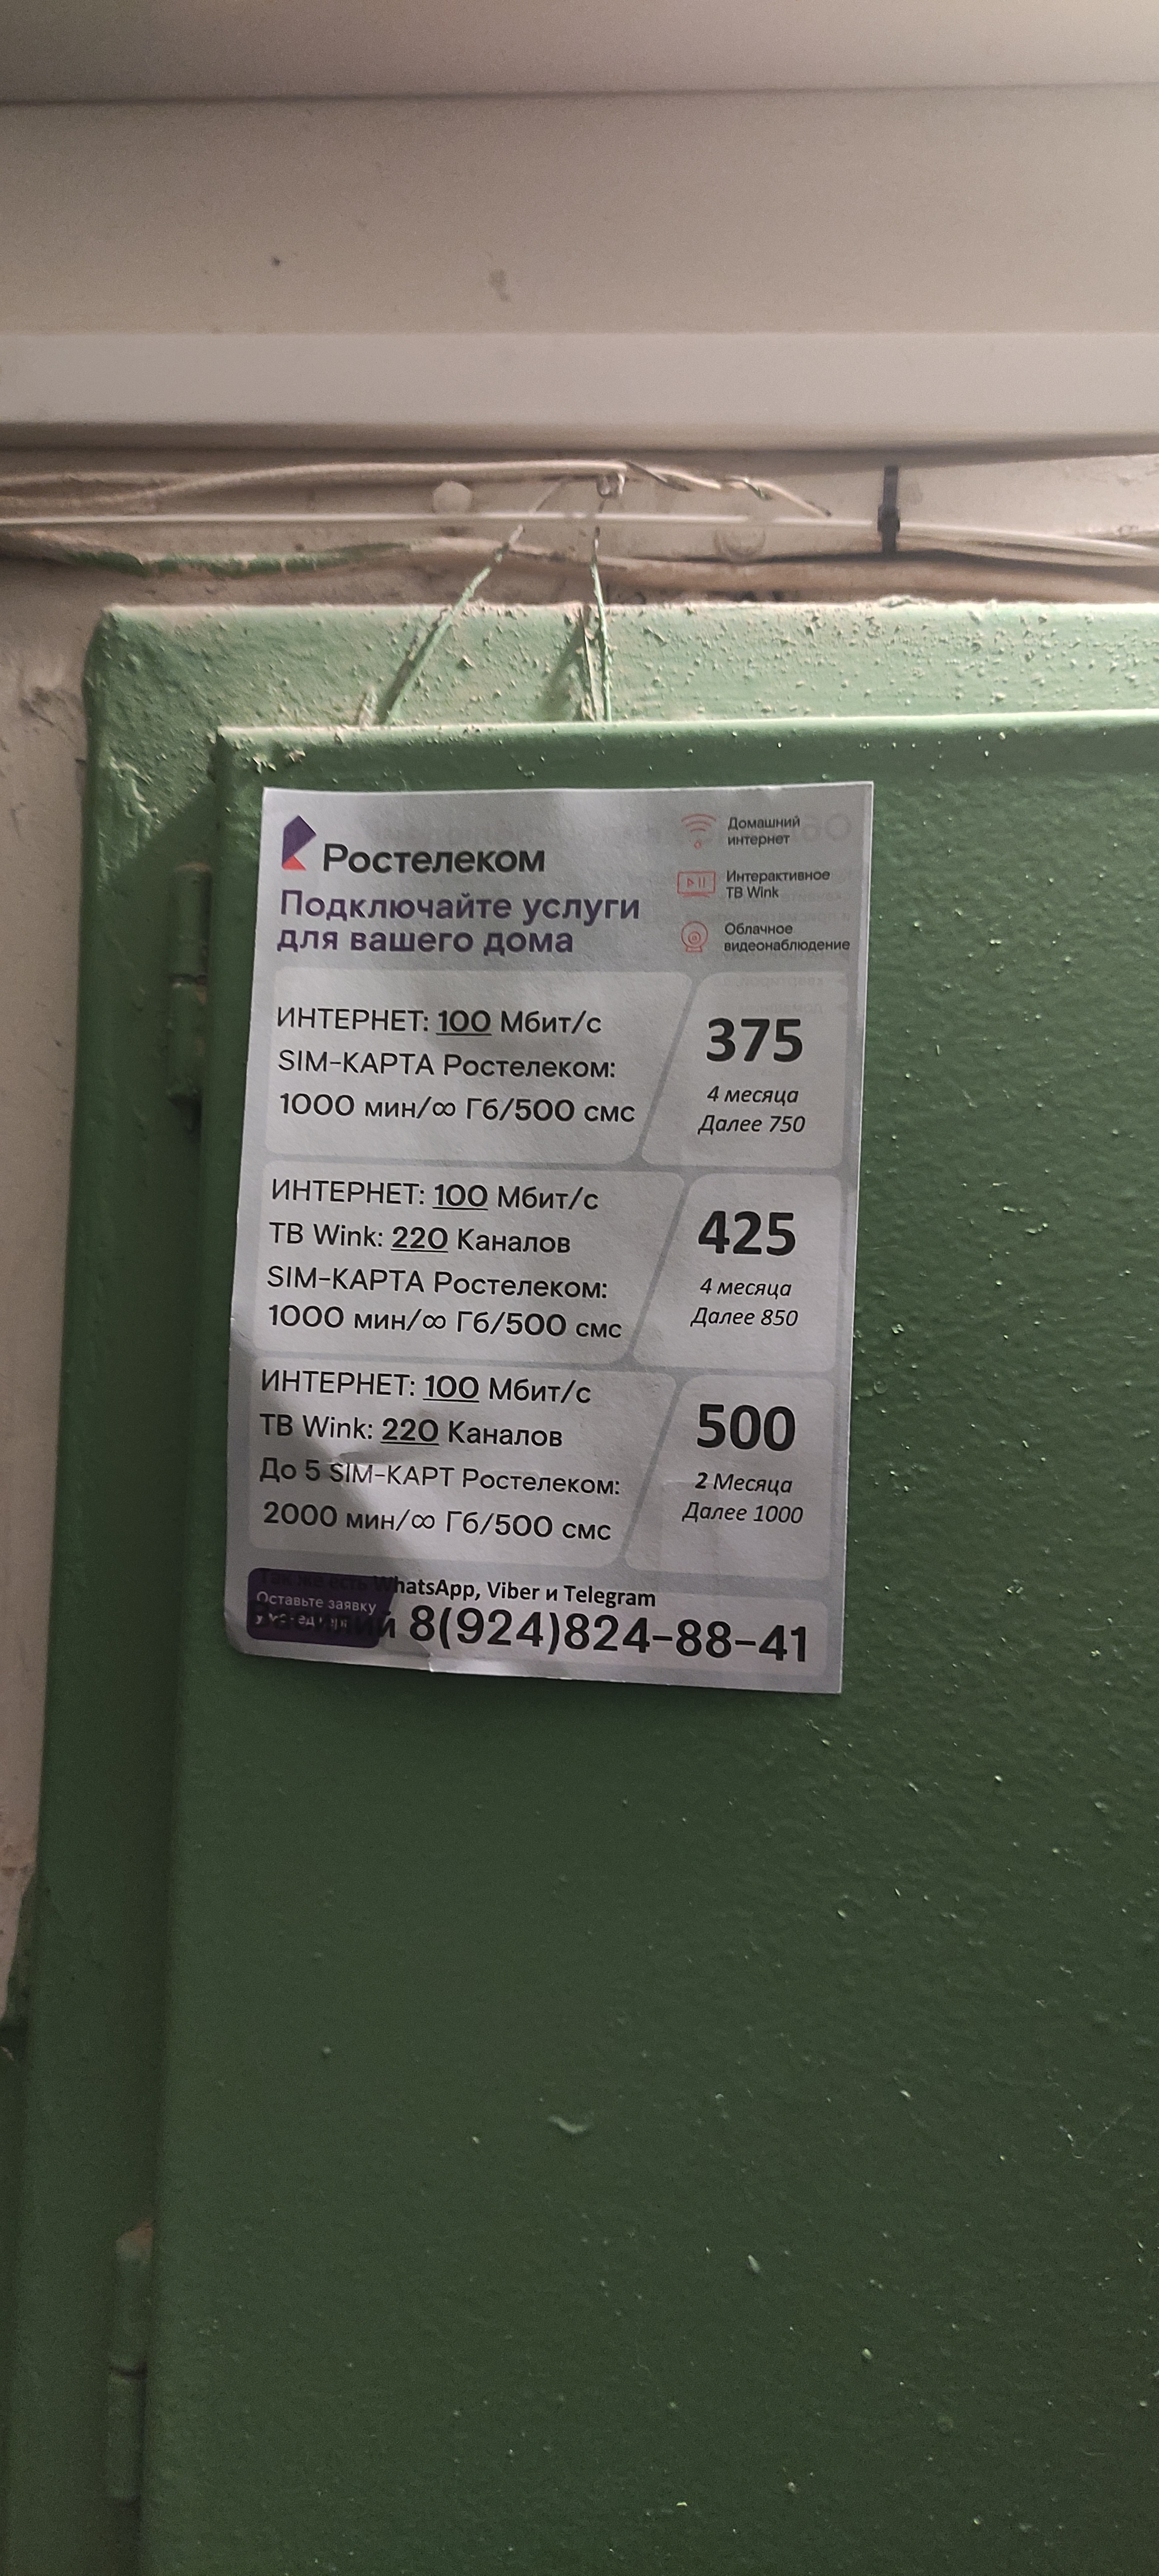 Ростелеком
Подключайте услуги
для вашего дома
Домашний
интернет
Интерактивное
ТВ Wink
Облачное
видеонаблюдение
ИНТЕРНЕТ: 100 Мбит/с
SIM-КАРТА Ростелеком:
1000 мин/∞ Гб/500 смс
375
4 месяца
Далее 750
ИНТЕРНЕТ: 100 Мбит/с
ТВ Wink: 220 Каналов
SIM-КАРТА Ростелеком:
1000 мин/∞ Гб/500 смс
425
4 месяца
Далее 850
ИНТЕРНЕТ: 100 Мбит/с
ТВ Wink: 220 Каналов
До 5 SIM-КАРТ Ростелеком:
2000 мин/∞ Гб/500 смс
500
2 Месяца
Далее 1000
Так же есть WhatsApp, Viber и Telegram
Оставьте заявку
Василий 8(924)824-88-41